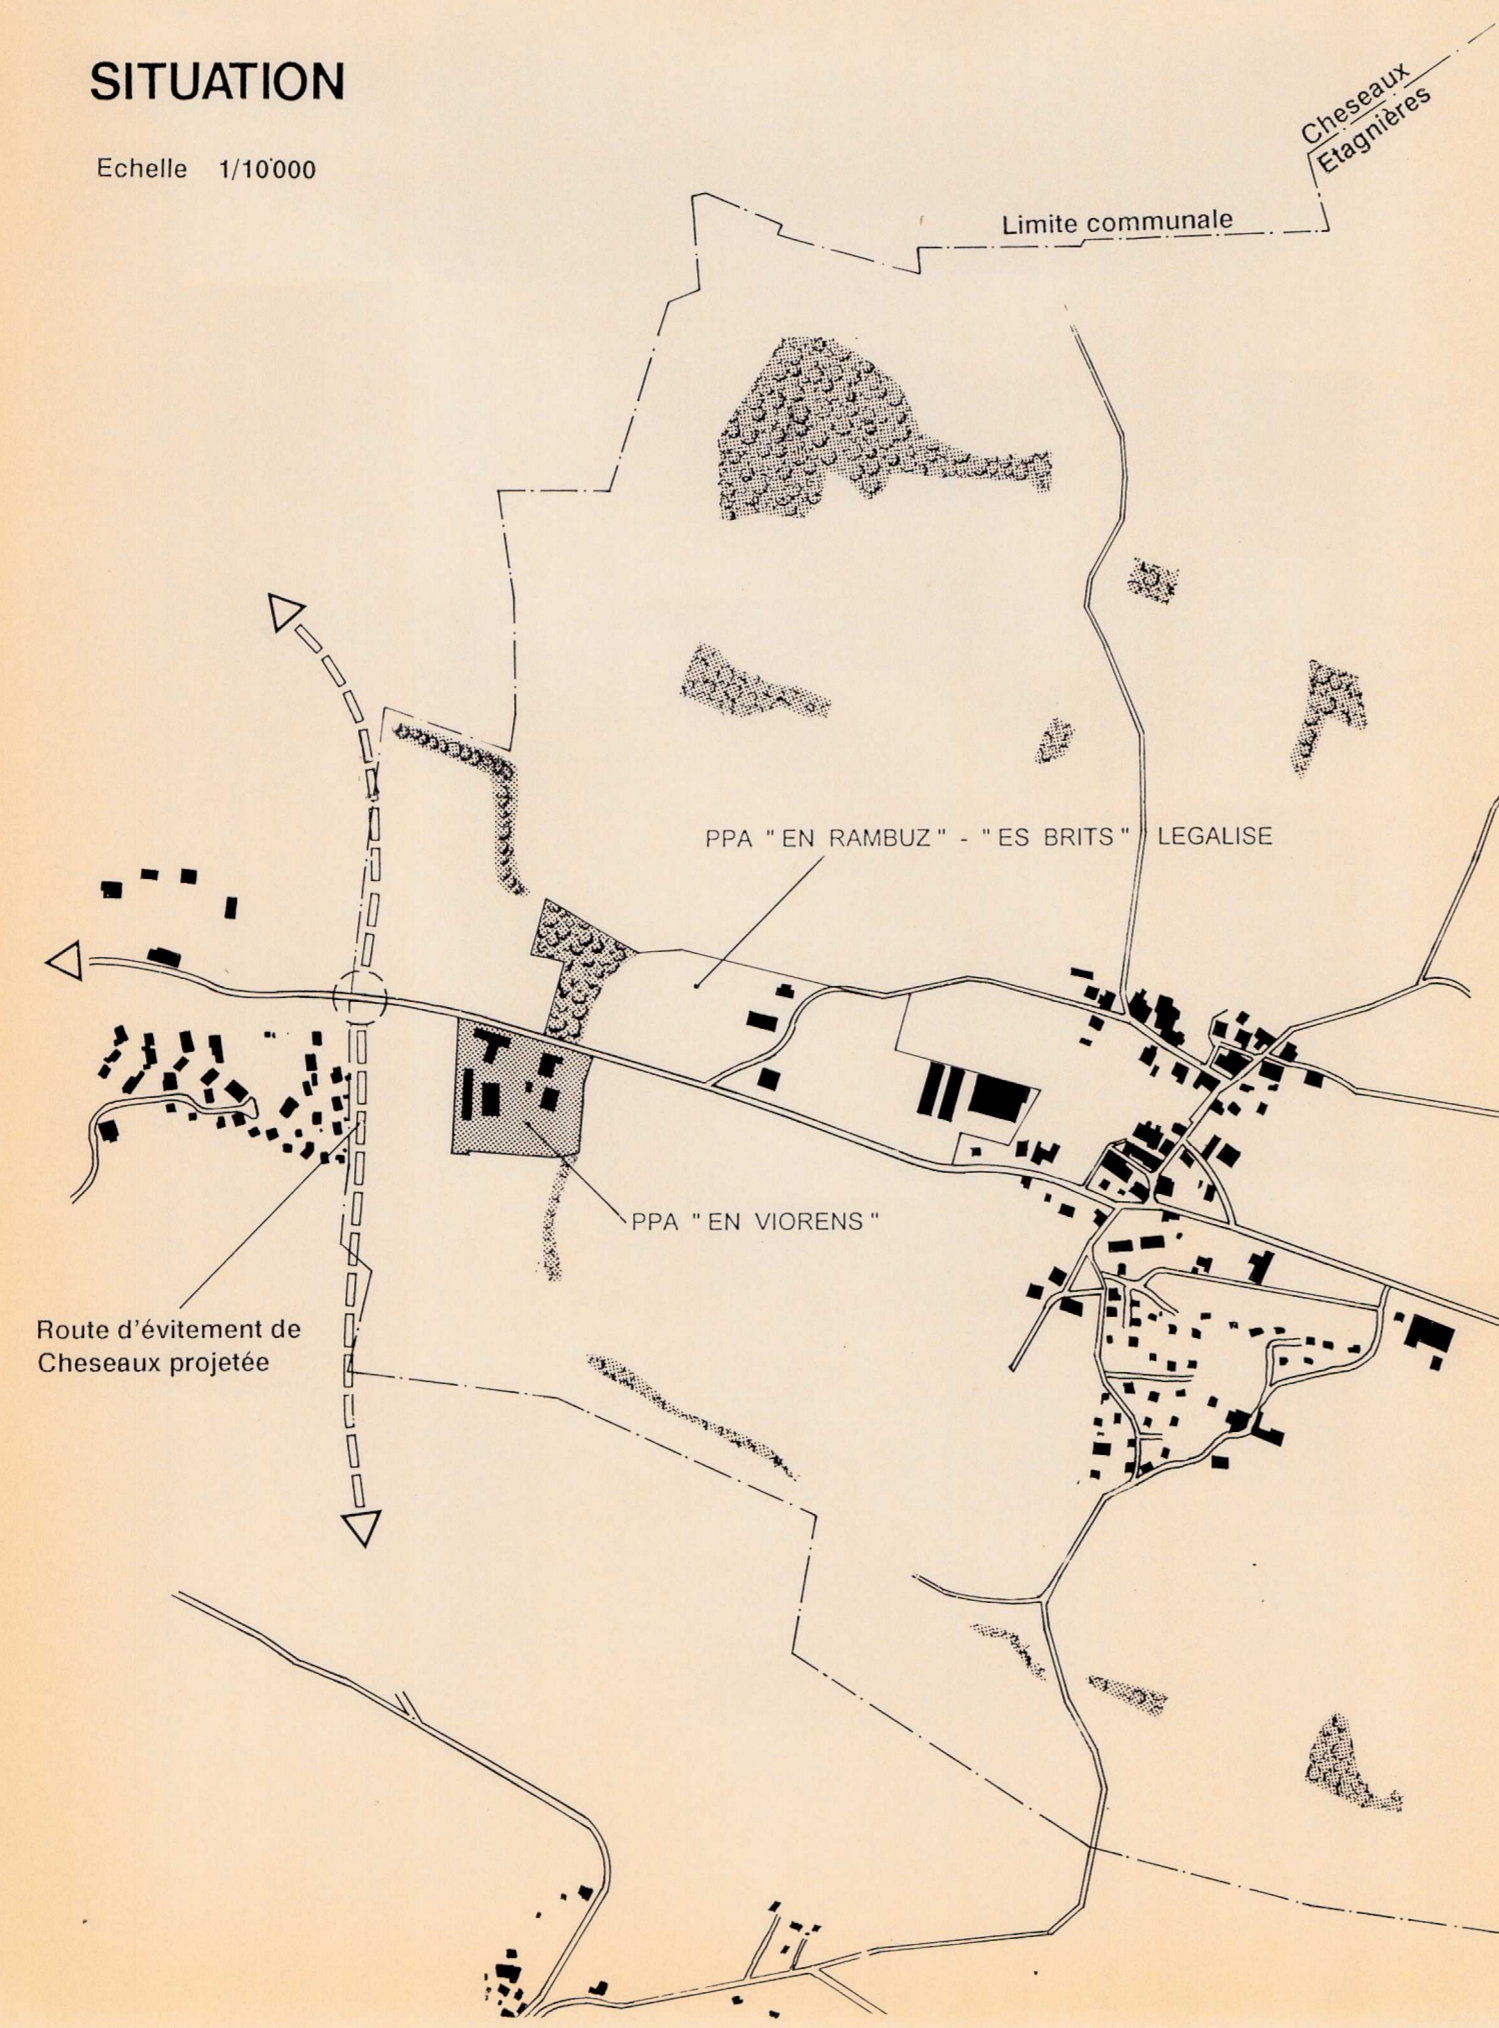 SITUATION
Echelle 1/10'000
Cheseaux
Etagnières
Limite communale
PPA "EN RAMBUZ" - "ES BRITS" LEGALISE
PPA "EN VIORENS"
Route d'évitement de
Cheseaux projetée